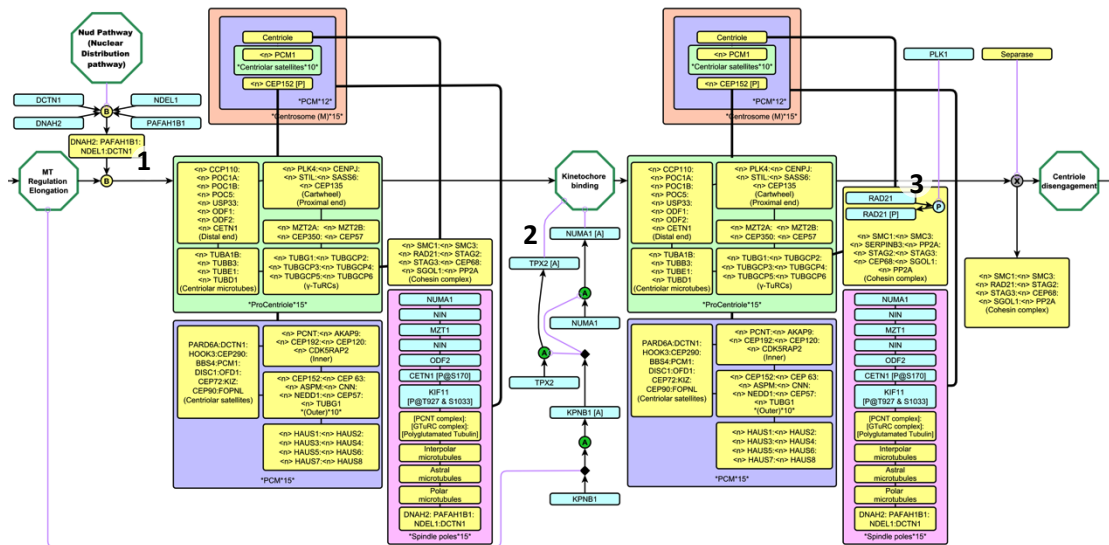 Nud Pathway
(Nuclear
Distribution
pathway)
DCTN1
NDEL1
B
DNAH2
PAFAH1B1
DNAH2: PAFAH1B1:
NDEL1:DCTN1
1
MT
Regulation
Elongation
B
Centriole
<n> PCM1
*Centriolar satellites*10*
<n> CEP152 [P]
*PCM*12*
*Centrosome (M)*15*
<n> CCP110:
<n> POC1A:
<n> POC1B:
<n> POC5:
<n> USP33:
<n> ODF1:
<n> ODF2:
<n> CETN1
(Distal end)
<n> PLK4:<n> CENPJ:
<n> STIL:<n> SASS6:
<n> CEP135
(Cartwheel)
(Proximal end)
<n> MZT2A:<n> MZT2B:
<n> CEP350: <n> CEP57
<n> TUBA1B:
<n> TUBB3:
<n> TUBE1:
<n> TUBD1
(Centriolar microtubes)
<n> TUBG1:<n> TUBGCP2:
<n> TUBGCP3:<n> TUBGCP4:
<n> TUBGCP5:<n> TUBGCP6
(γ-TuRCs)
*ProCentriole*15*
<n> SMC1:<n> SMC3:
<n> RAD21:<n> STAG2:
<n> STAG3:<n> CEP68:
<n> SGOL1:<n> PP2A
(Cohesin complex)
PARD6A:DCTN1:
HOOK3:CEP290:
BBS4:PCM1:
DISC1:OFD1:
CEP72:KIZ:
CEP90:FOPNL
(Centriolar satellites)
<n> PCNT:<n> AKAP9:
<n> CEP192:<n> CEP120:
<n> CDK5RAP2
(Inner)
<n> CEP152:<n> CEP 63:
<n> ASPM:<n> CNN:
<n> NEDD1:<n> CEP57:
<n> TUBG1
*(Outer)*10*
<n> HAUS1:<n> HAUS2:
<n> HAUS3:<n> HAUS4:
<n> HAUS5:<n> HAUS6:
<n> HAUS7:<n> HAUS8
*PCM*15*
NUMA1
NIN
MZT1
NIN
ODF2
CETN1 [P@S170]
KIF11
[P@T927 & S1033]
[PCNT complex]:
[GTuRC complex]:
[Polyglutamated Tubulin]
Interpolar
microtubules
Astral
microtubules
Polar
microtubules
DNAH2: PAFAH1B1:
NDEL1:DCTN1
*Spindle poles*15*
Kinetochore
binding
2
NUMA1 [A]
TPX2 [A]
A
NUMA1
A
TPX2
KPNB1 [A]
A
KPNB1
Centriole
<n> PCM1
*Centriolar satellites*10*
<n> CEP152 [P]
*PCM*12*
*Centrosome (M)*15*
PLK1
Separase
<n> CCP110:
<n> POC1A:
<n> POC1B:
<n> POC5:
<n> USP33:
<n> ODF1:
<n> ODF2:
<n> CETN1
(Distal end)
<n> PLK4:<n> CENPJ:
<n> STIL:<n> SASS6:
<n> CEP135
(Cartwheel)
(Proximal end)
<n> MZT2A:<n> MZT2B:
<n> CEP350: <n> CEP57
<n> TUBA1B:
<n> TUBB3:
<n> TUBE1:
<n> TUBD1
(Centriolar microtubes)
<n> TUBG1:<n> TUBGCP2:
<n> TUBGCP3:<n> TUBGCP4:
<n> TUBGCP5:<n> TUBGCP6
(γ-TuRCs)
*ProCentriole*15*
3
RAD21
P
RAD21 [P]
<n> SMC1:<n> SMC3:
<n> SERPINB3:<n> PP2A:
<n> STAG2:<n> STAG3:
<n> CEP68:<n> SGOL1:
<n> PP2A
(Cohesin complex)
X
Centriole
disengagement
<n> SMC1:<n> SMC3:
<n> RAD21:<n> STAG2:
<n> STAG3:<n> CEP68:
<n> SGOL1:<n> PP2A
(Cohesin complex)
PARD6A:DCTN1:
HOOK3:CEP290:
BBS4:PCM1:
DISC1:OFD1:
CEP72:KIZ:
CEP90:FOPNL
(Centriolar satellites)
<n> PCNT:<n> AKAP9:
<n> CEP192:<n> CEP120:
<n> CDK5RAP2
(Inner)
<n> CEP152:<n> CEP 63:
<n> ASPM:<n> CNN:
<n> NEDD1:<n> CEP57:
<n> TUBG1
*(Outer)*10*
<n> HAUS1:<n> HAUS2:
<n> HAUS3:<n> HAUS4:
<n> HAUS5:<n> HAUS6:
<n> HAUS7:<n> HAUS8
*PCM*15*
NUMA1
NIN
MZT1
NIN
ODF2
CETN1 [P@S170]
KIF11
[P@T927 & S1033]
[PCNT complex]:
[GTuRC complex]:
[Polyglutamated Tubulin]
Interpolar
microtubules
Astral
microtubules
Polar
microtubules
DNAH2: PAFAH1B1:
NDEL1:DCTN1
*Spindle poles*15*